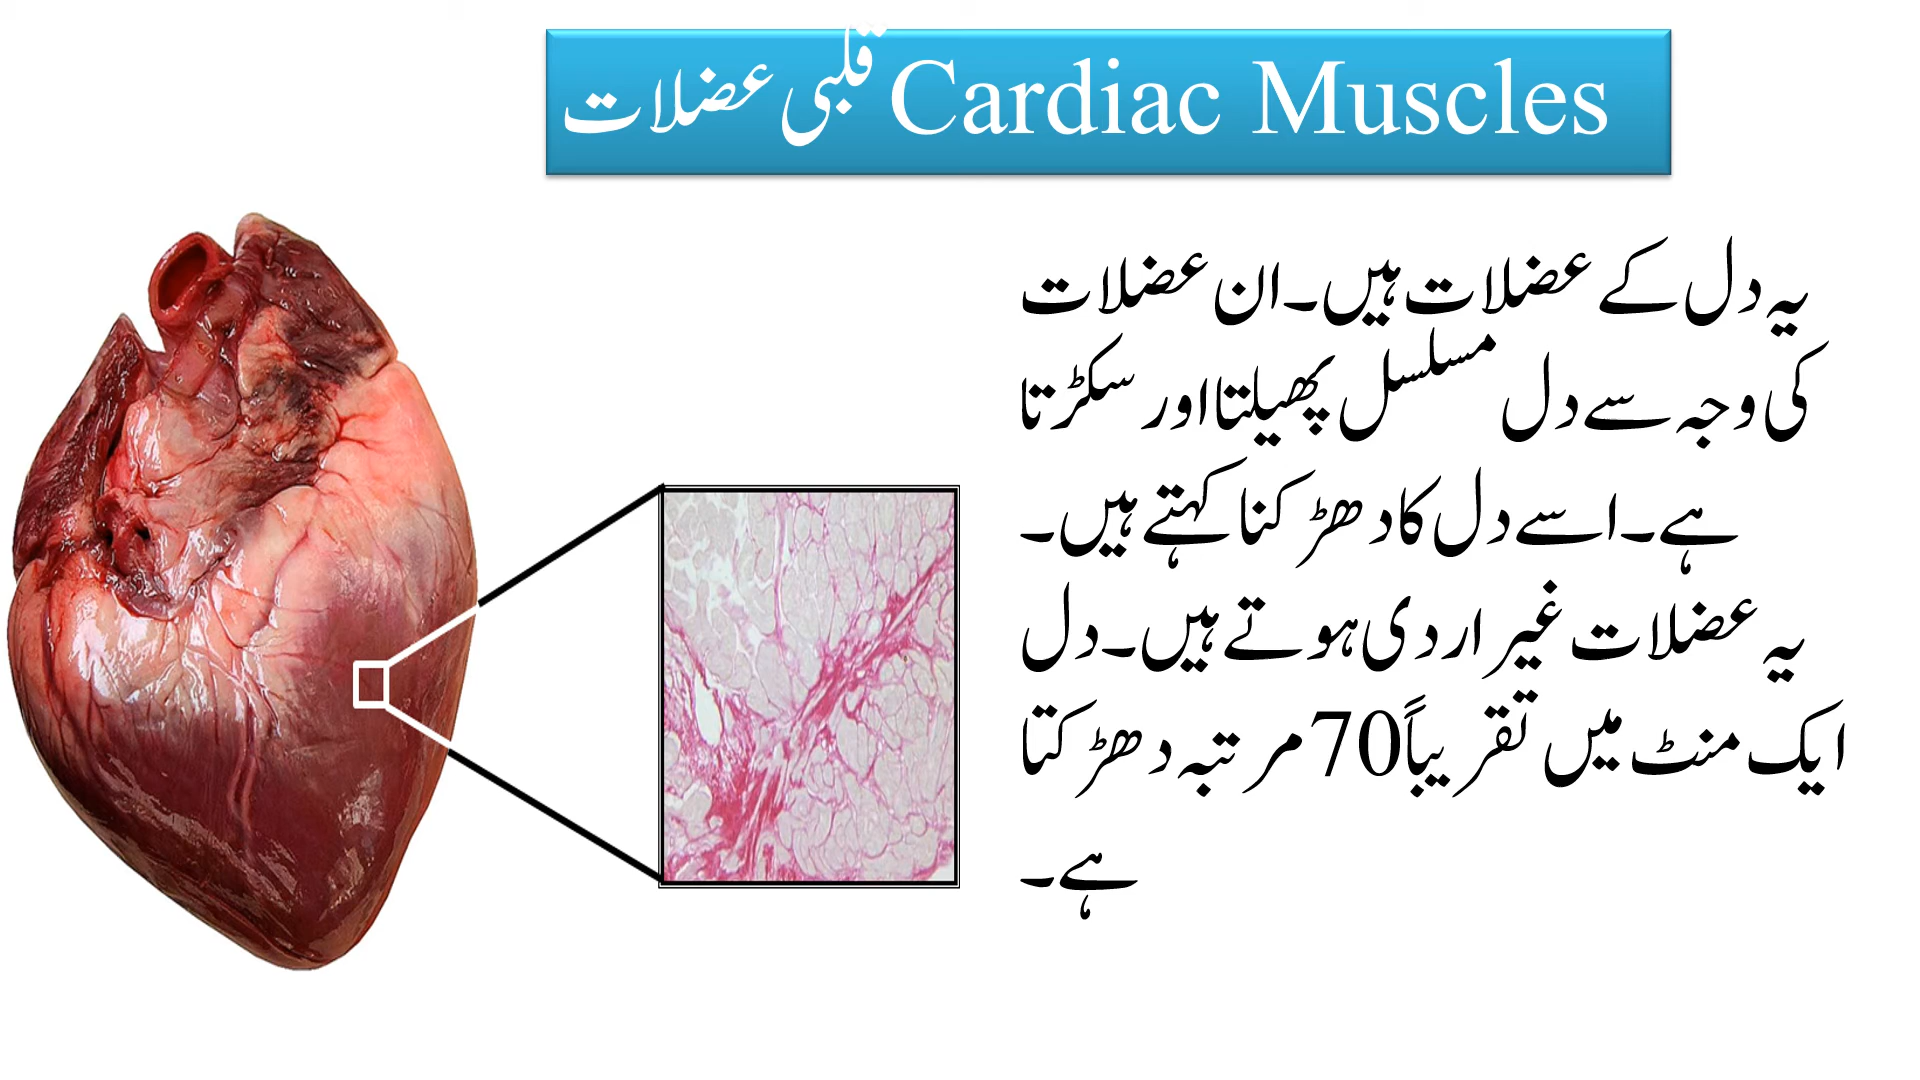 Cardiac Muscles قلبی عضلات
یہ دل کے عضلات ہیں۔ان عضلات
کی وجہ سے دل مسلسل پھیلتا اور سکڑتا
ہے۔اسے دل کا دھڑکنا کہتے ہیں۔
یہ عضلات غیر اردی ہوتے ہیں۔دل
ایک منٹ میں تقریباً70 مرتبہ دھڑکتا
ہے۔